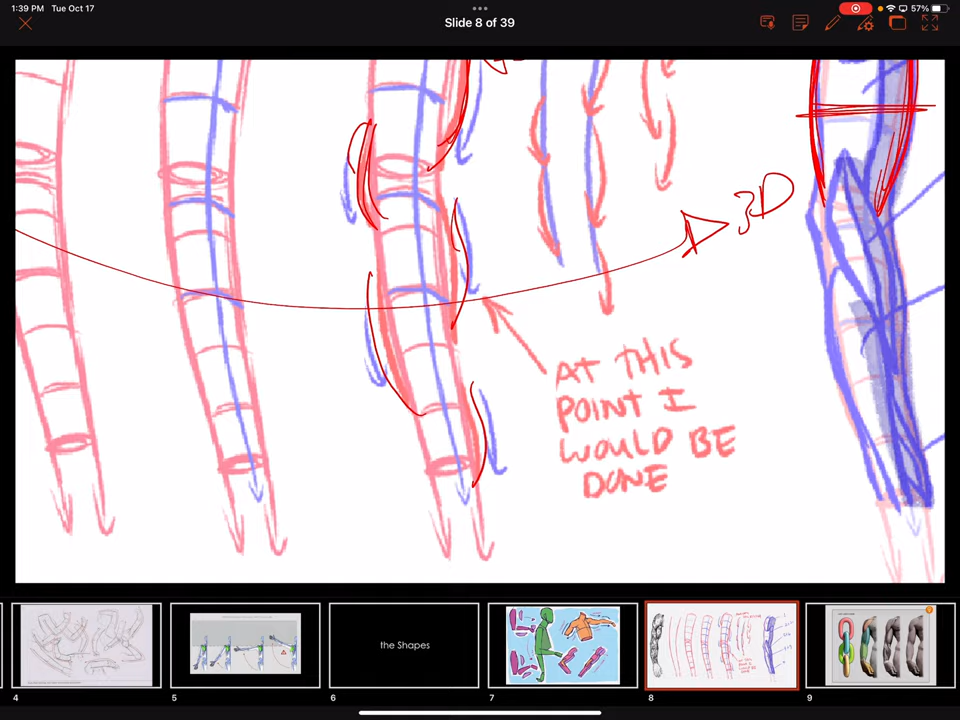 1:39 PM Tue Oct 17
57%
Slide 8 of 39
3D
AT THIS
POINT I
WOULD BE
DONE
the Shapes
4
5
6
7
8
9